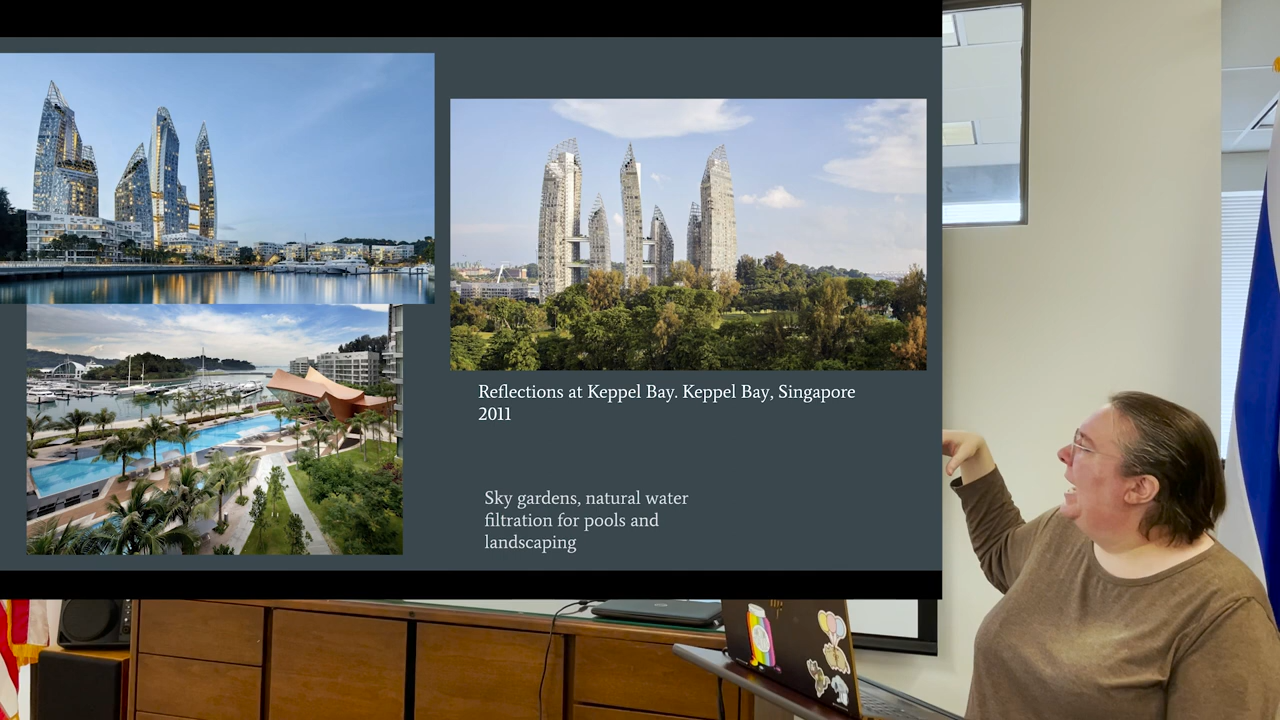 Reflections at Keppel Bay. Keppel Bay, Singapore
2011
Sky gardens, natural water
filtration for pools and
landscaping